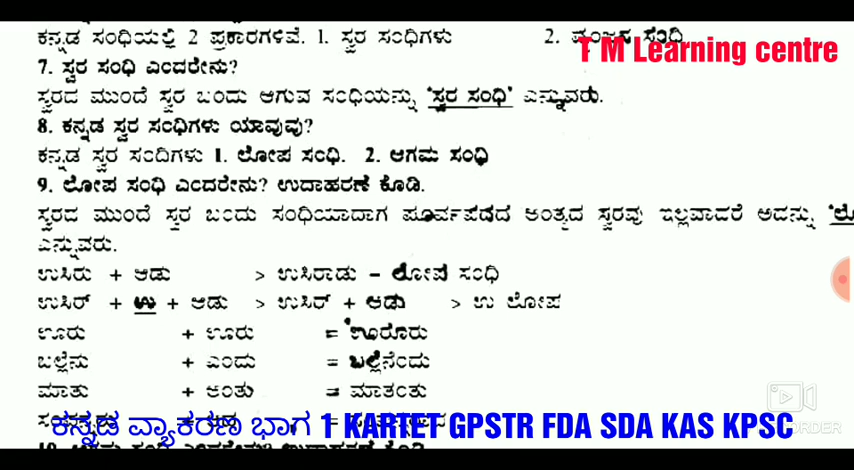 ಕನ್ನಡ ಸಂಧಿಯಲ್ಲಿ 2 ಪ್ರಕಾರಗಳಿವೆ. 1. ಸ್ವರ ಸಂಧಿಗಳು 2. ವ್ಯಂಜನ ಸಂಧಿ
T M Learning centre
7. ಸ್ವರ ಸಂಧಿ ಎಂದರೇನು?
ಸ್ವರದ ಮುಂದೆ ಸ್ವರ ಬಂದು ಆಗುವ ಸಂಧಿಯನ್ನು 'ಸ್ವರ ಸಂಧಿ' ಎನ್ನುವರು.
8. ಕನ್ನಡ ಸ್ವರ ಸಂಧಿಗಳು ಯಾವುವು?
ಕನ್ನಡ ಸ್ವರ ಸಂದಿಗಳು 1. ಲೋಪ ಸಂಧಿ. 2. ಆಗಮ ಸಂಧಿ
9. ಲೋಪ ಸಂಧಿ ಎಂದರೇನು? ಉದಾಹರಣೆ ಕೊಡಿ.
ಸ್ವರದ ಮುಂದೆ ಸ್ವರ ಬಂದು ಸಂಧಿಯಾದಾಗ ಪೂರ್ವಪದದ ಅಂತ್ಯದ ಸ್ವರವು ಇಲ್ಲವಾದರೆ ಅದನ್ನು
ಎನ್ನುವರು.
ಉಸಿರು + ಆಡು > ಉಸಿರಾಡು – ಲೋಪ ಸಂಧಿ
ಉಸಿರ್ + ಉ + ಆಡು > ಉಸಿರ್ + ಆಡು > ಉ ಲೋಪ
ಊರು + ಊರು = ಊರೂರು
ಬಲ್ಲೆನು + ಎಂದು = ಬಲ್ಲೆನೆಂದು
ಮಾತು + ಅಂತು = ಮಾತಂತು
ಕನ್ನಡ ವ್ಯಾಕರಣ ಭಾಗ 1 KARTET GPSTR FDA SDA KAS KPSC